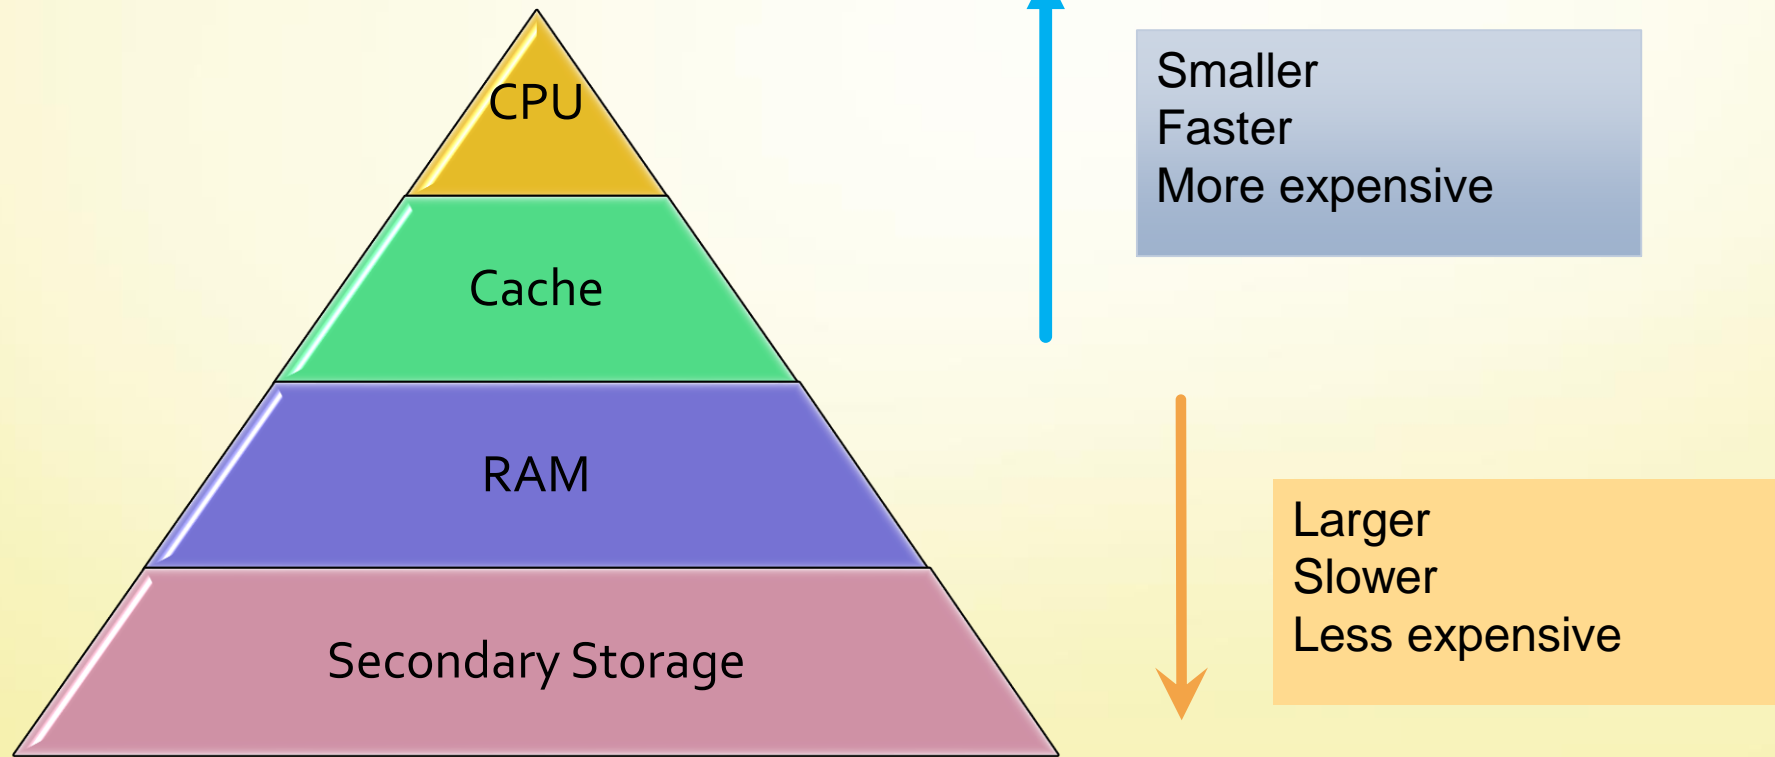 CPU
Cache
RAM
Secondary Storage
Smaller
Faster
More expensive
Larger
Slower
Less expensive